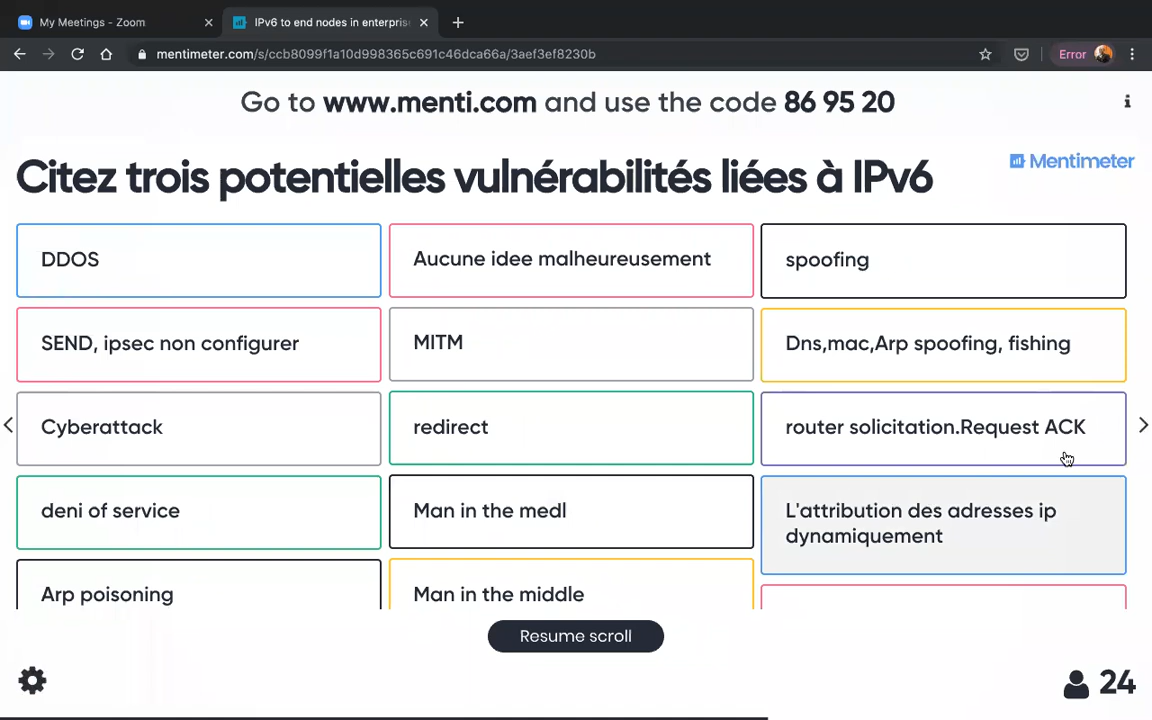 My Meetings - Zoom
IPv6 to end nodes in enterpris
mentimeter.com/s/ccb8099f1a10d998365c691c46dca66a/3aef3ef8230b
Error
Go to www.menti.com and use the code 86 95 20
Citez trois potentielles vulnérabilités liées à IPv6
Mentimeter
DDOS
Aucune idee malheureusement
spoofing
SEND, ipsec non configurer
MITM
Dns,mac,Arp spoofing, fishing
Cyberattack
redirect
router solicitation.Request ACK
deni of service
Man in the medl
L'attribution des adresses ip
dynamiquement
Arp poisoning
Man in the middle
Resume scroll
24